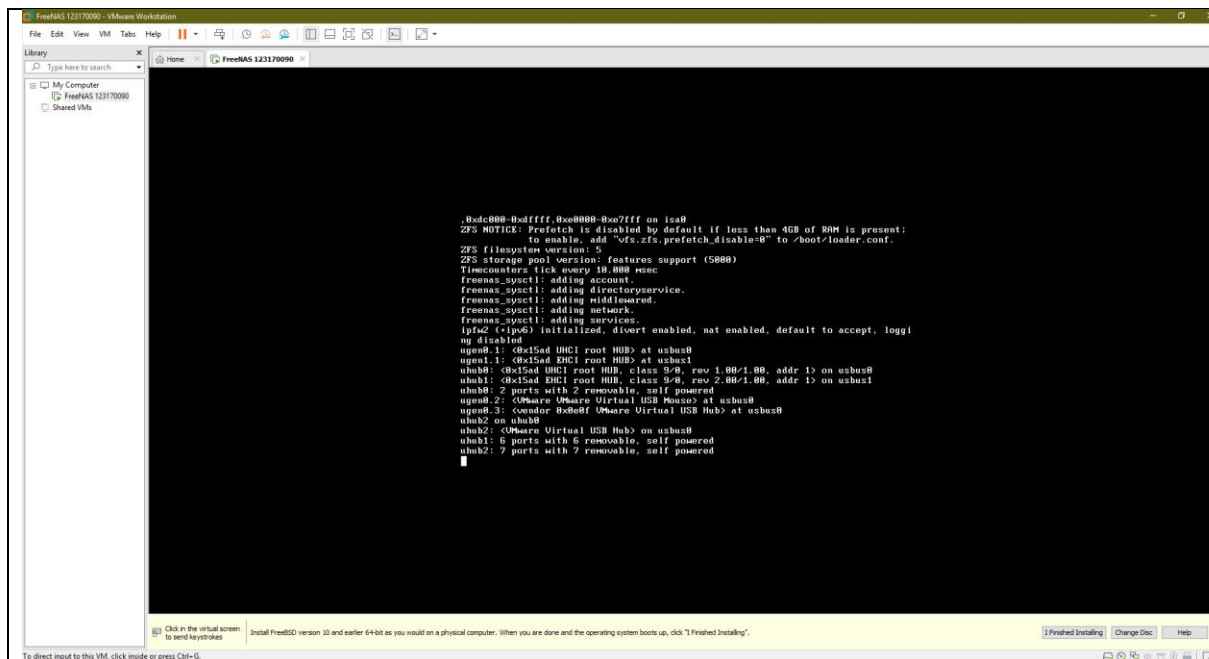 FreeNAS 123170090 - VMware Workstation
File Edit View VM Tabs Help
Library
Type here to search
My Computer
FreeNAS 123170090
Shared VMs
Home
FreeNAS 123170090
,0xdc000-0xdffff,0xe0000-0xe7fff on isa0
ZFS NOTICE: Prefetch is disabled by default if less than 4GB of RAM is present;
to enable, add "vfs.zfs.prefetch_disable=0" to /boot/loader.conf.
ZFS filesystem version: 5
ZFS storage pool version: features support (5000)
Timecounters tick every 10.000 msec
freenas_sysctl: adding account.
freenas_sysctl: adding directoryservice.
freenas_sysctl: adding middlewared.
freenas_sysctl: adding network.
freenas_sysctl: adding services.
ipfw2 (+ipv6) initialized, divert enabled, nat enabled, default to accept, loggi
ng disabled
ugen0.1: <0x15ad UHCI root HUB> at usbus0
ugen1.1: <0x15ad EHCI root HUB> at usbus1
uhub0: <0x15ad UHCI root HUB, class 9/0, rev 1.00/1.00, addr 1> on usbus0
uhub1: <0x15ad EHCI root HUB, class 9/0, rev 2.00/1.00, addr 1> on usbus1
uhub0: 2 ports with 2 removable, self powered
ugen0.2: <VMware VMware Virtual USB Mouse> at usbus0
ugen0.3: <vendor 0x0e0f VMware Virtual USB Hub> at usbus0
uhub2 on uhub0
uhub2: <VMware Virtual USB Hub> on usbus0
uhub1: 6 ports with 6 removable, self powered
uhub2: 7 ports with 7 removable, self powered
Click in the virtual screen
to send keystrokes
Install FreeBSD version 10 and earlier 64-bit as you would on a physical computer. When you are done and the operating system boots up, click "I Finished Installing".
I Finished Installing
Change Disc
Help
To direct input to this VM, click inside or press Ctrl+G.